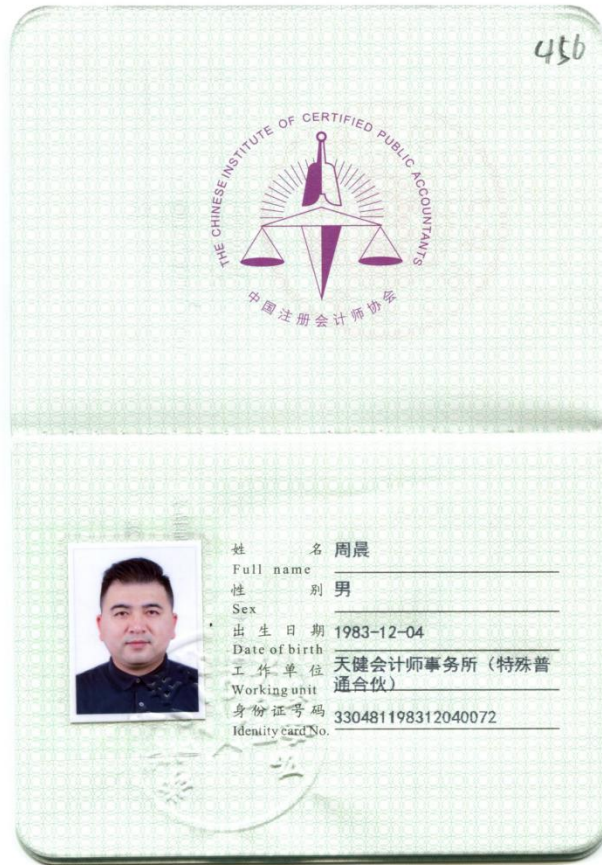 456
THE CHINESE INSTITUTE OF CERTIFIED PUBLIC ACCOUNTANTS
中国注册会计师协会
姓 名 周晨
Full name
性 别 男
Sex
出 生 日 期 1983-12-04
Date of birth
工 作 单 位 天健会计师事务所（特殊普
Working unit 通合伙）
身 份 证 号 码 330481198312040072
Identity card No.